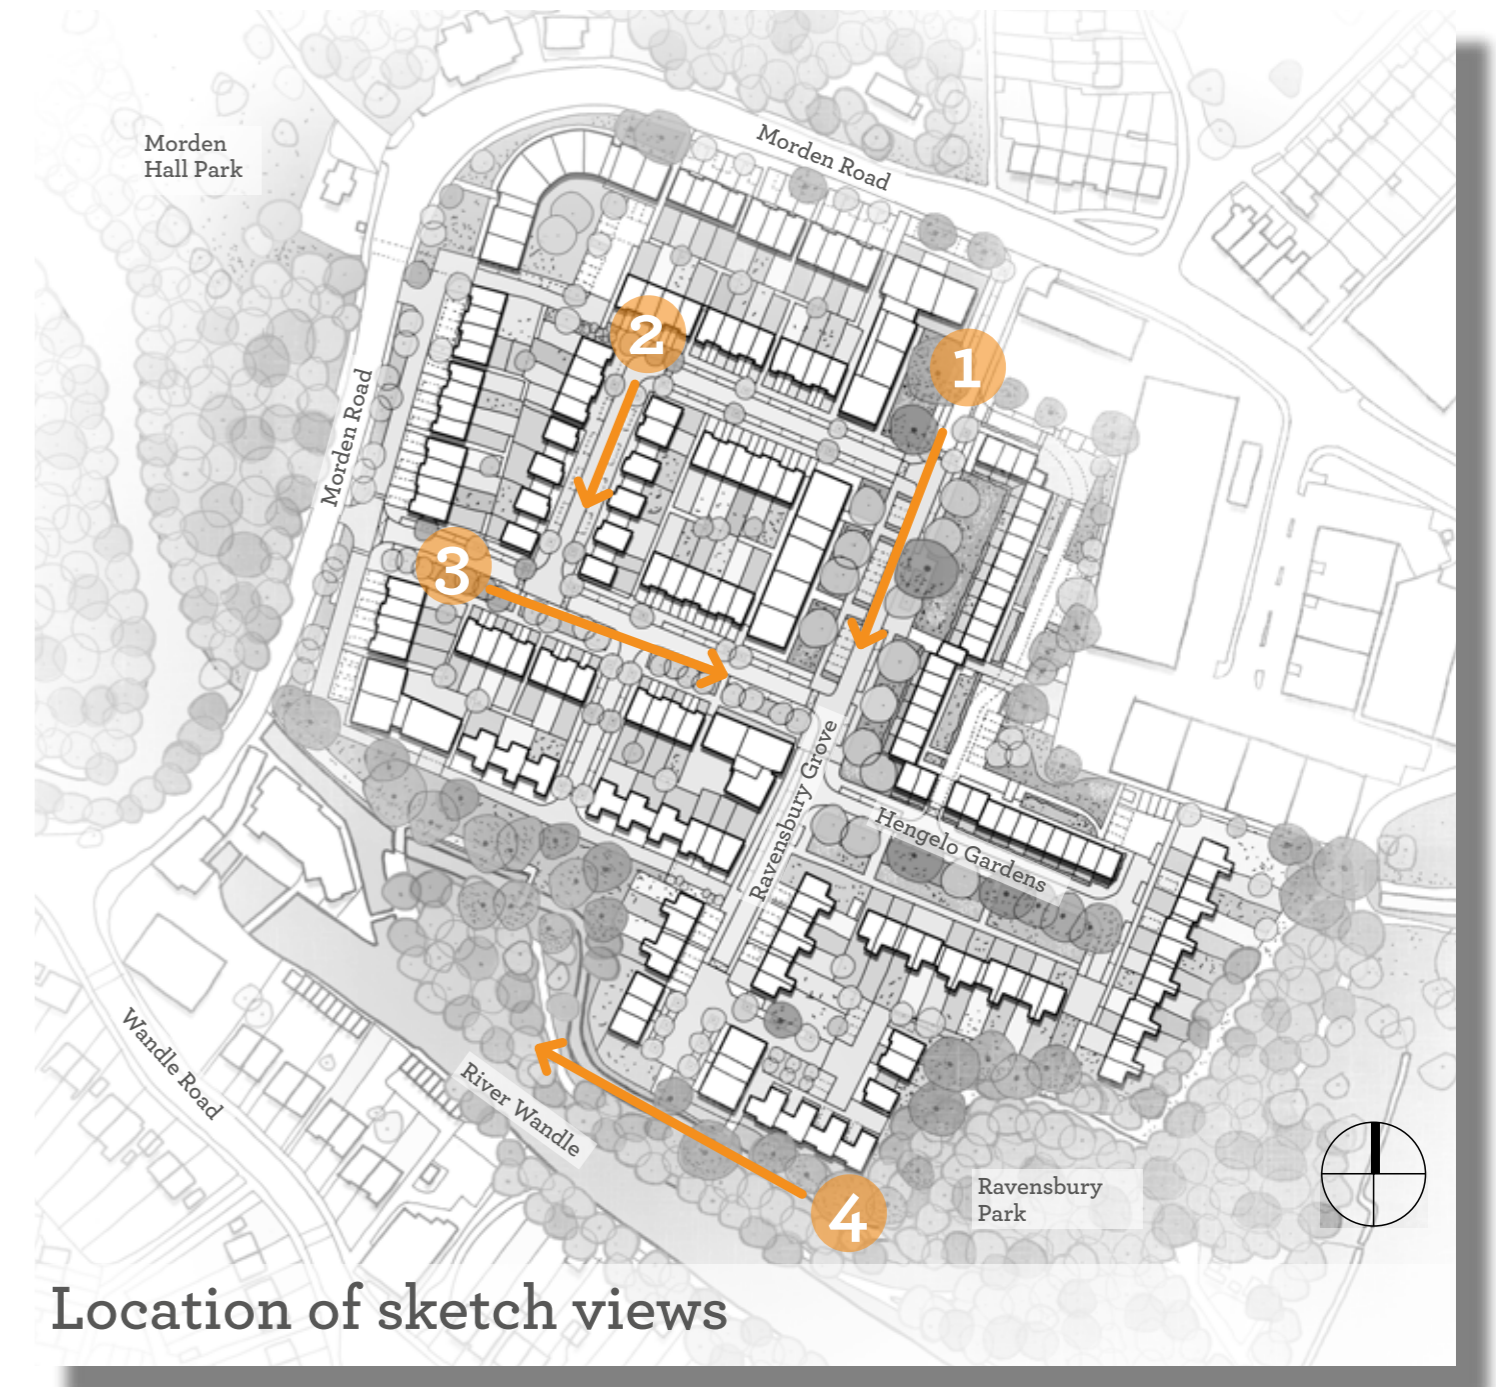 Morden
Hall Park
Morden Road
2
1
Morden Road
3
Ravensbury Grove
Hengelo Gardens
Wandle Road
River Wandle
Ravensbury
Park
4
Location of sketch views